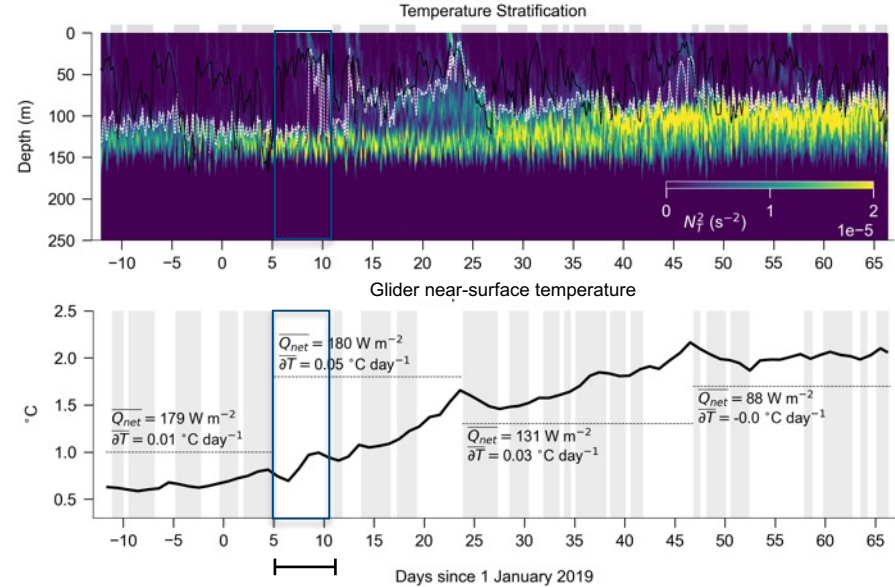 Temperature Stratification
0
50
100
150
200
250
Depth (m)
0 1 2
N²_T (s⁻²)
1e−5
−10 −5 0 5 10 15 20 25 30 35 40 45 50 55 60 65
Glider near-surface temperature
2.5
2.0
1.5
1.0
0.5
°C
Q_net = 179 W m⁻²
∂T = 0.01 °C day⁻¹
Q_net = 180 W m⁻²
∂T = 0.05 °C day⁻¹
Q_net = 131 W m⁻²
∂T = 0.03 °C day⁻¹
Q_net = 88 W m⁻²
∂T = -0.0 °C day⁻¹
−10 −5 0 5 10 15 20 25 30 35 40 45 50 55 60 65
Days since 1 January 2019